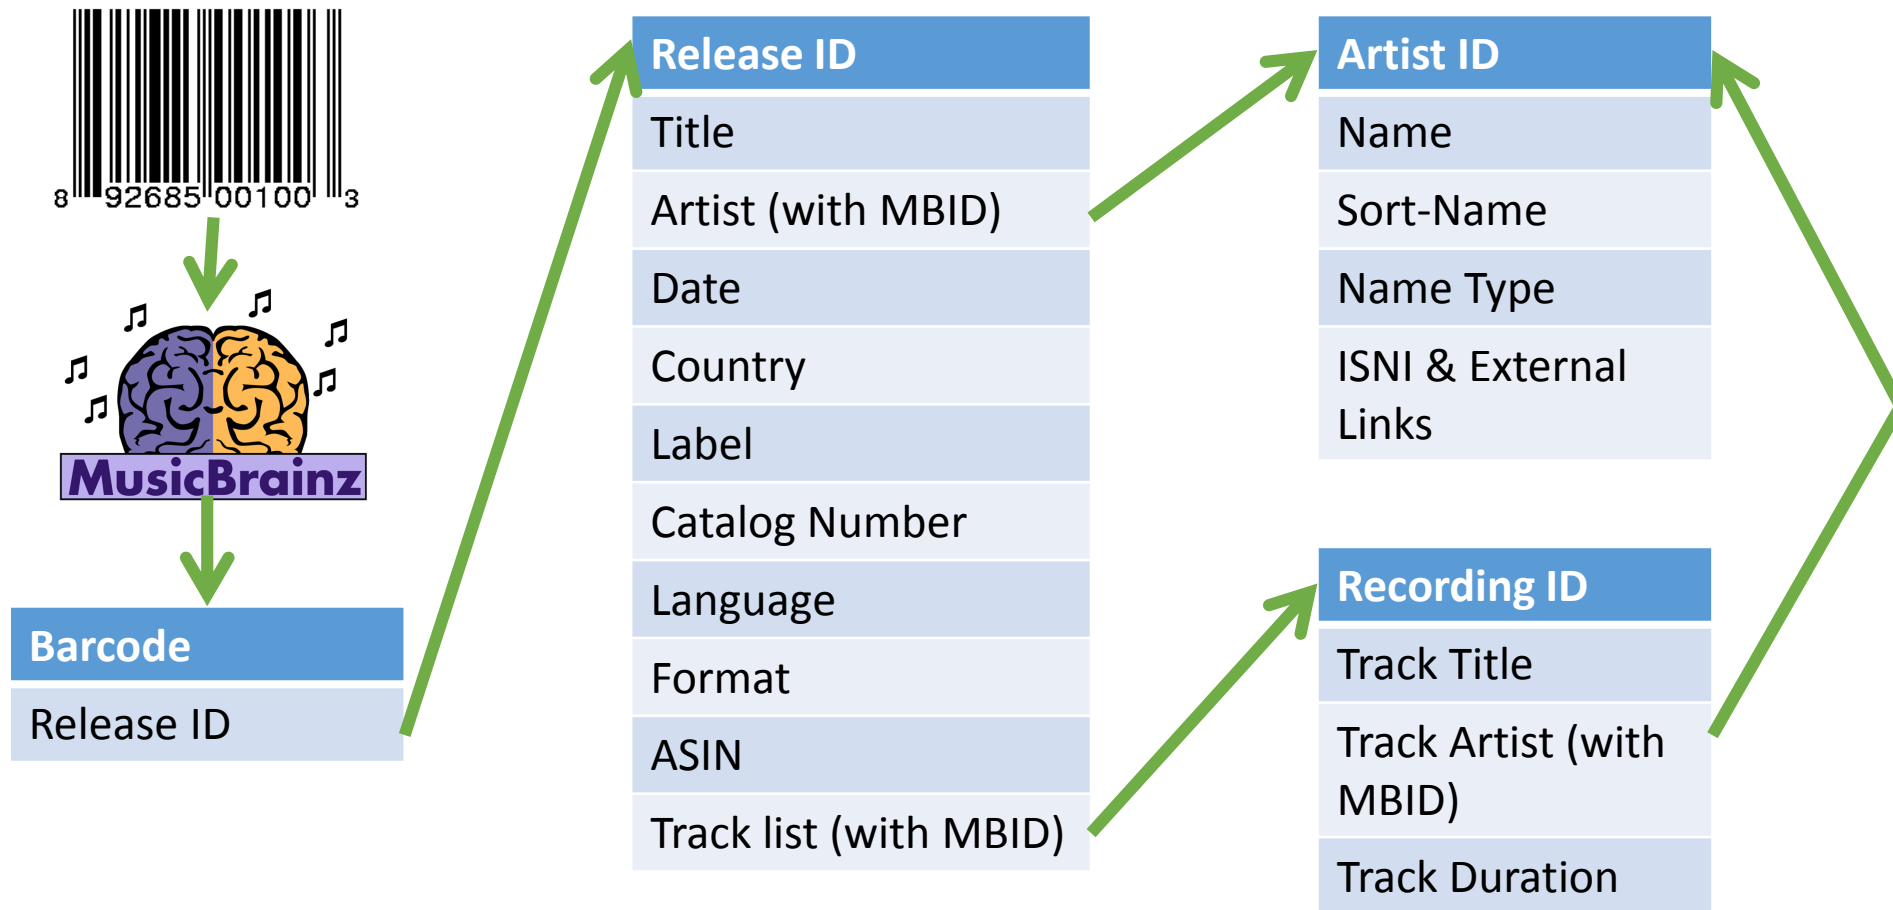 8 92685 00100 3
MusicBrainz
Barcode
Release ID
Release ID
Title
Artist (with MBID)
Date
Country
Label
Catalog Number
Language
Format
ASIN
Track list (with MBID)
Artist ID
Name
Sort-Name
Name Type
ISNI & External
Links
Recording ID
Track Title
Track Artist (with
MBID)
Track Duration